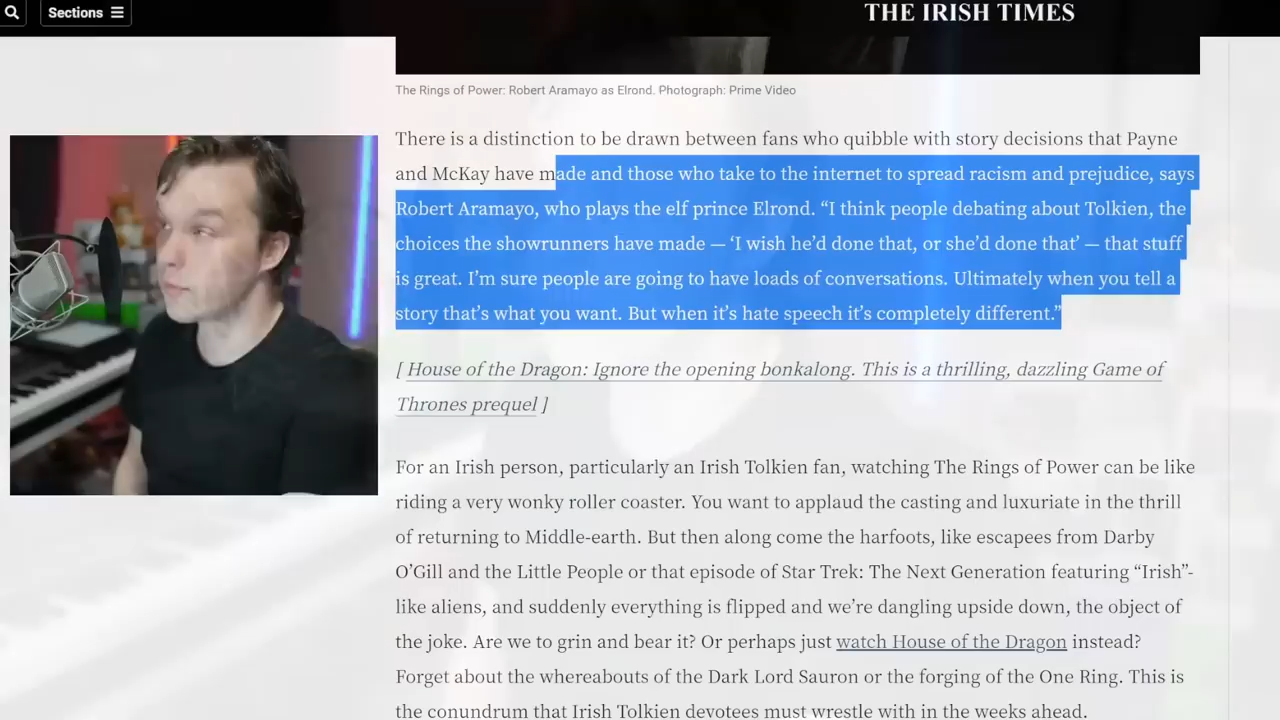 Sections
THE IRISH TIMES
The Rings of Power: Robert Aramayo as Elrond. Photograph: Prime Video
There is a distinction to be drawn between fans who quibble with story decisions that Payne
and McKay have made and those who take to the internet to spread racism and prejudice, says
Robert Aramayo, who plays the elf prince Elrond. “I think people debating about Tolkien, the
choices the showrunners have made — ‘I wish he’d done that, or she’d done that’ — that stuff
is great. I’m sure people are going to have loads of conversations. Ultimately when you tell a
story that’s what you want. But when it’s hate speech it’s completely different.”
[ House of the Dragon: Ignore the opening bonkalong. This is a thrilling, dazzling Game of
Thrones prequel ]
For an Irish person, particularly an Irish Tolkien fan, watching The Rings of Power can be like
riding a very wonky roller coaster. You want to applaud the casting and luxuriate in the thrill
of returning to Middle-earth. But then along come the harfoots, like escapees from Darby
O’Gill and the Little People or that episode of Star Trek: The Next Generation featuring “Irish”-
like aliens, and suddenly everything is flipped and we’re dangling upside down, the object of
the joke. Are we to grin and bear it? Or perhaps just watch House of the Dragon instead?
Forget about the whereabouts of the Dark Lord Sauron or the forging of the One Ring. This is
the conundrum that Irish Tolkien devotees must wrestle with in the weeks ahead.